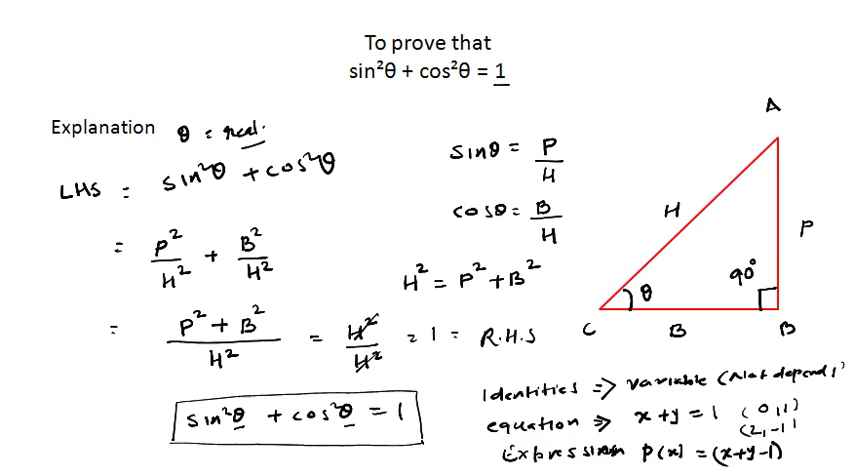 To prove that
sin²θ + cos²θ = 1
Explanation θ = real.
LHS = sin²θ + cos²θ
= P²/H² + B²/H²
= P² + B²/H² = H²/H² = 1 = R.H.S
sin²θ + cos²θ = 1
sinθ = P/H
cosθ = B/H
H² = P² + B²
A
H
P
90°
θ
C
B
B
Identities => variable (Not depend)
equation => x+y = 1 (0,1)
(2,-1)
Expression P(x) = (x+y-1)